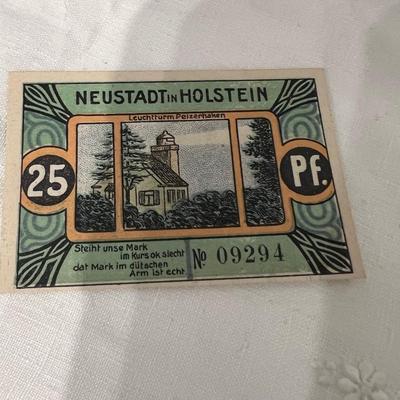 NEUSTADT IN HOLSTEIN
Leuchtturm Pelzerhaken
25
Pf.
Steiht unse Mark
im Kurs ok slecht
dat Mark im dütschen
Arm ist echt.
No 09294